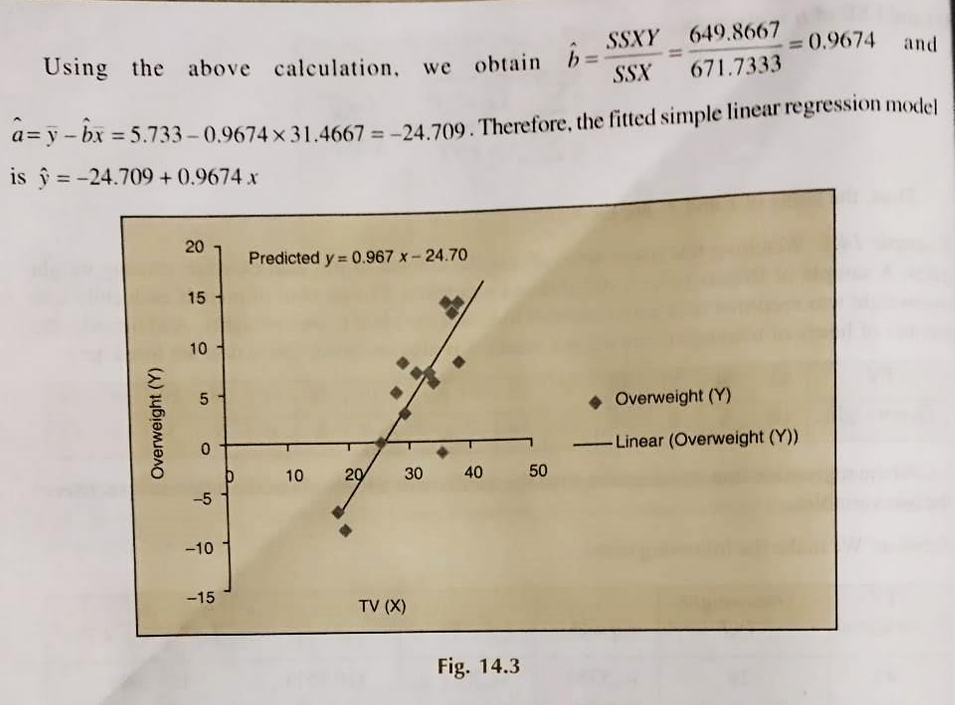 Using the above calculation, we obtain b̂ = SSXY / SSX = 649.8667 / 671.7333 = 0.9674 and
â = ȳ – b̂x̄ = 5.733 – 0.9674 × 31.4667 = –24.709. Therefore, the fitted simple linear regression model
is ŷ = –24.709 + 0.9674 x
Predicted y = 0.967 x – 24.70
20
15
10
5
0
–5
–10
–15
Overweight (Y)
0 10 20 30 40 50
TV (X)
Overweight (Y)
Linear (Overweight (Y))
Fig. 14.3